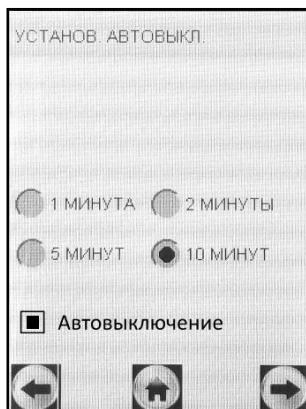 УСТАНОВ. АВТОВЫКЛ.
1 МИНУТА 2 МИНУТЫ
5 МИНУТ 10 МИНУТ
Автовыключение